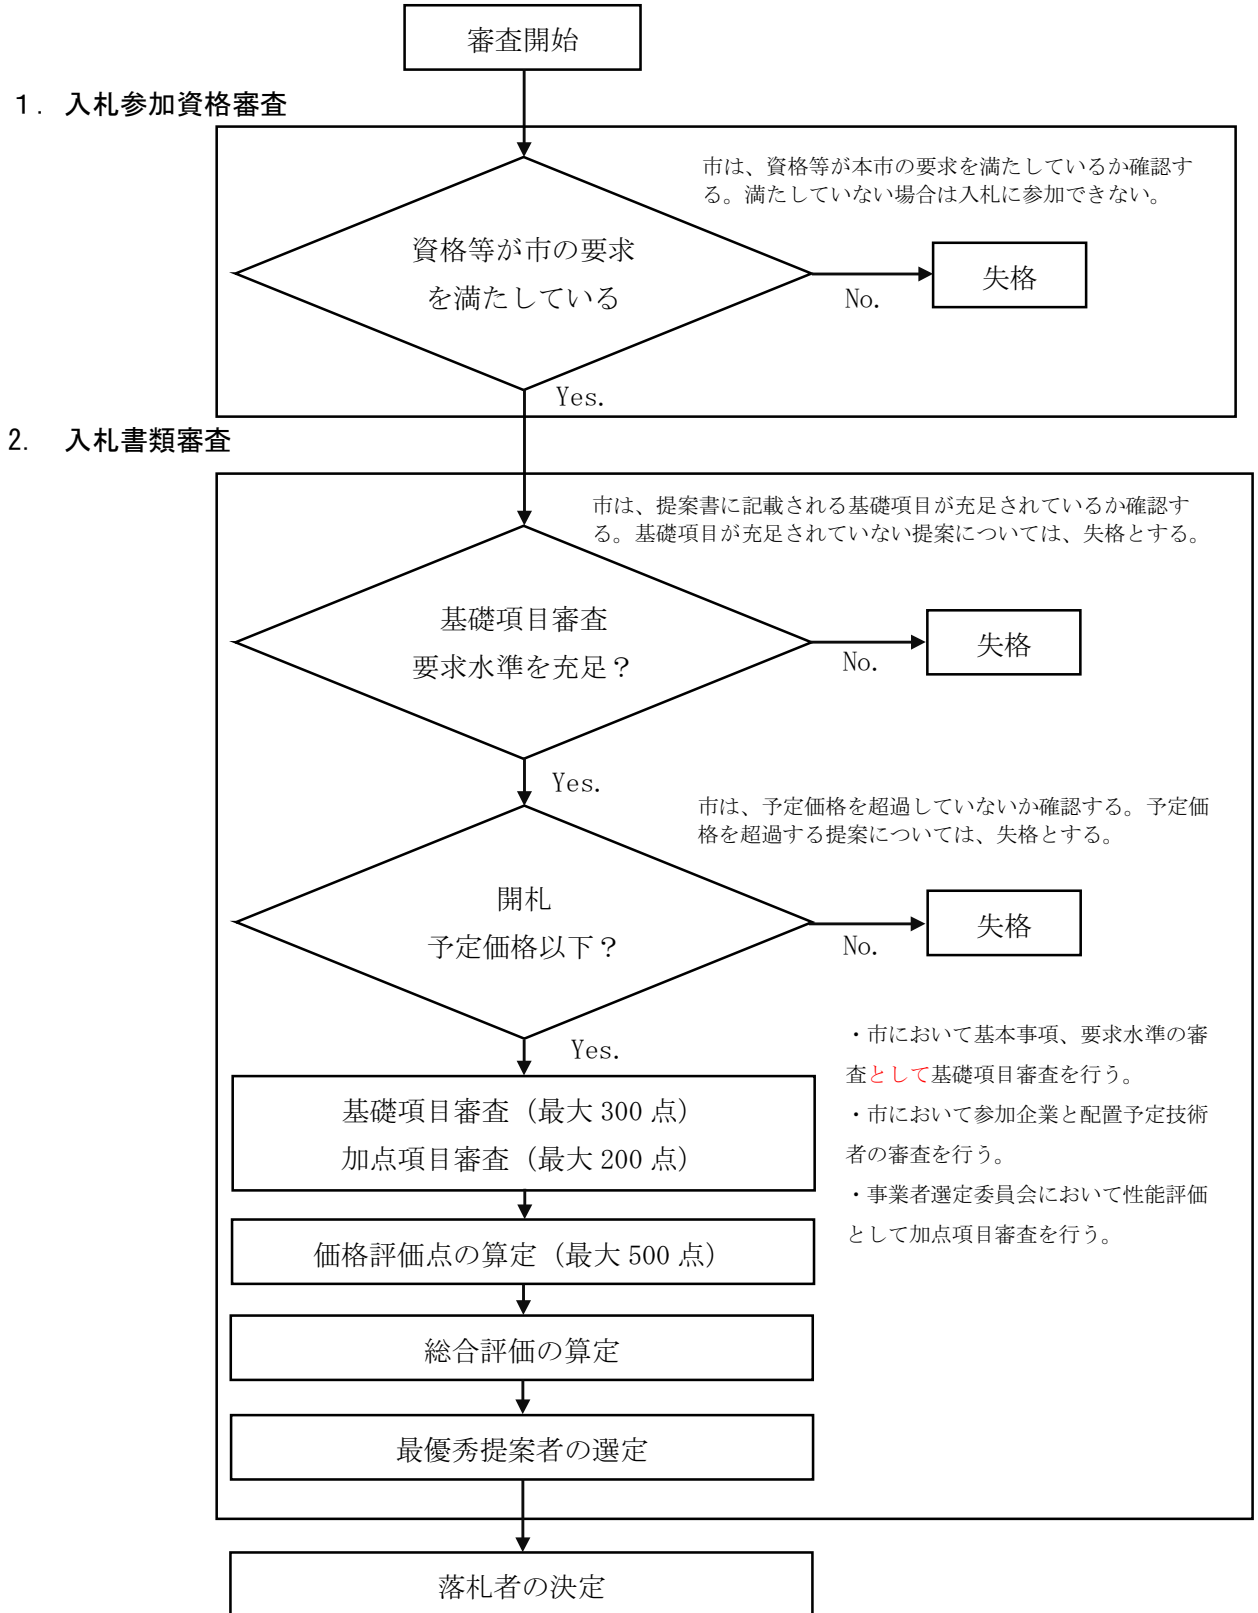 審査開始
１．入札参加資格審査
市は、資格等が本市の要求を満たしているか確認す
る。満たしていない場合は入札に参加できない。
資格等が市の要求
を満たしている
No.
失格
Yes.
2.　入札書類審査
市は、提案書に記載される基礎項目が充足されているか確認す
る。基礎項目が充足されていない提案については、失格とする。
基礎項目審査
要求水準を充足？
No.
失格
Yes.
市は、予定価格を超過していないか確認する。予定価
格を超過する提案については、失格とする。
開札
予定価格以下？
No.
失格
Yes.
・市において基本事項、要求水準の審
査として基礎項目審査を行う。
・市において参加企業と配置予定技術
者の審査を行う。
・事業者選定委員会において性能評価
として加点項目審査を行う。
基礎項目審査（最大 300 点）
加点項目審査（最大 200 点）
価格評価点の算定（最大 500 点）
総合評価の算定
最優秀提案者の選定
落札者の決定